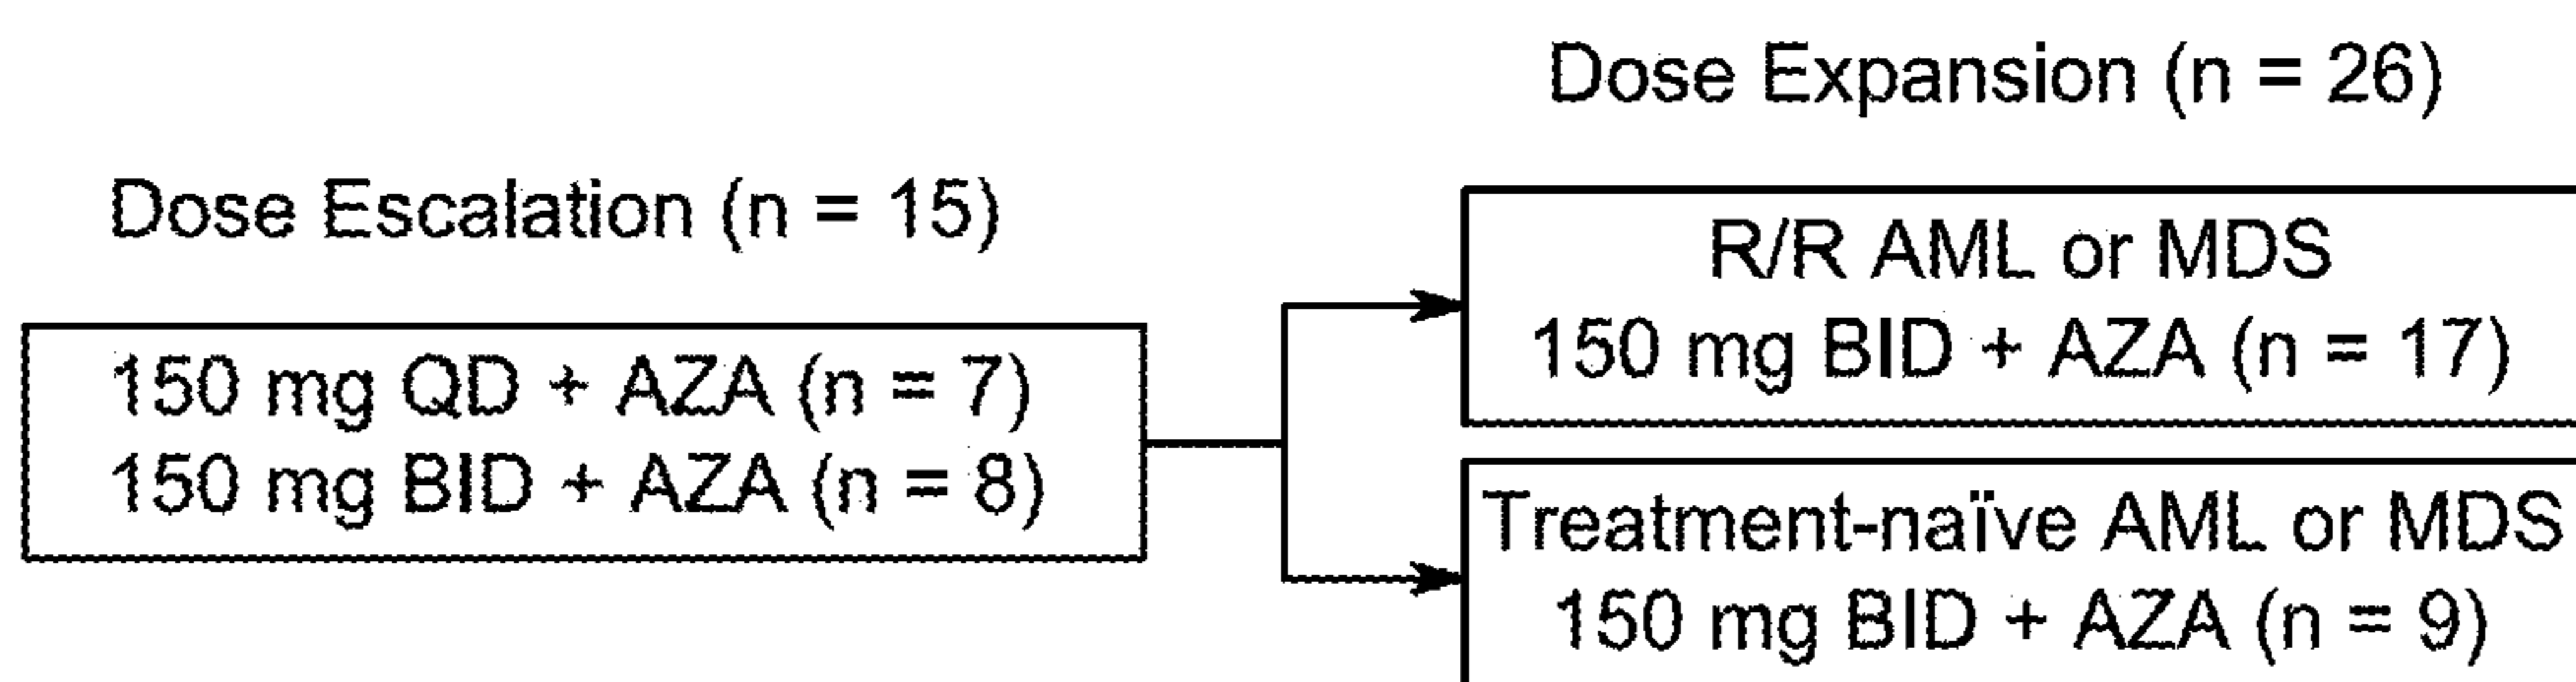 Dose Escalation (n = 15)
150 mg QD + AZA (n = 7)
150 mg BID + AZA (n = 8)
Dose Expansion (n = 26)
R/R AML or MDS
150 mg BID + AZA (n = 17)
Treatment-naïve AML or MDS
150 mg BID + AZA (n = 9)